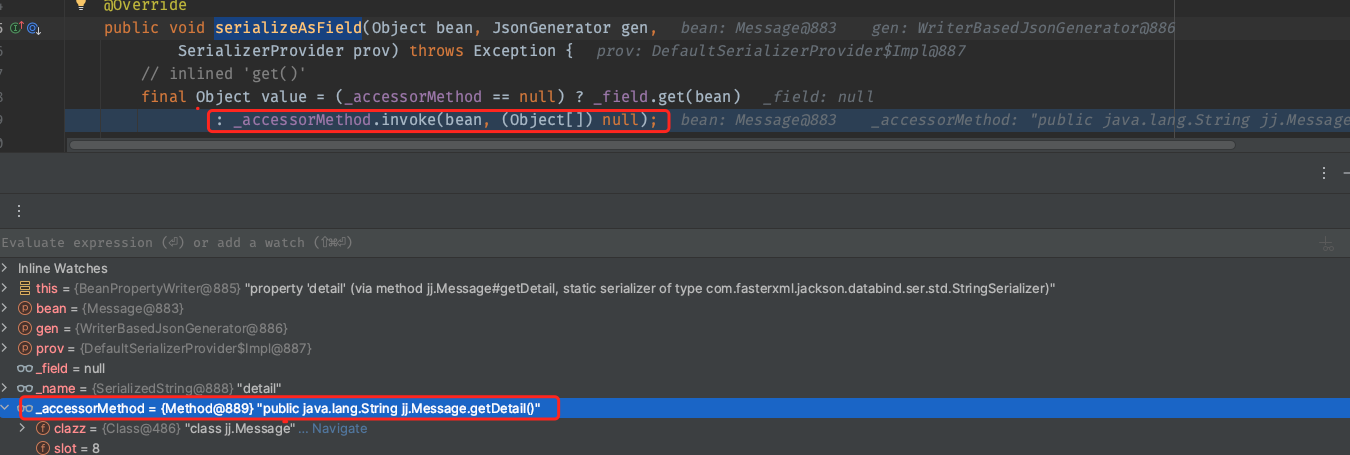 @Override
public void serializeAsField(Object bean, JsonGenerator gen, bean: Message@883 gen: WriterBasedJsonGenerator@886
SerializerProvider prov) throws Exception { prov: DefaultSerializerProvider$Impl@887
// inlined 'get()'
final Object value = (_accessorMethod == null) ? _field.get(bean) _field: null
: _accessorMethod.invoke(bean, (Object[]) null); bean: Message@883 _accessorMethod: "public java.lang.String jj.Message
Evaluate expression (⏎) or add a watch (⇧⌘⏎)
Inline Watches
this = {BeanPropertyWriter@885} "property 'detail' (via method jj.Message#getDetail, static serializer of type com.fasterxml.jackson.databind.ser.std.StringSerializer)"
bean = {Message@883}
gen = {WriterBasedJsonGenerator@886}
prov = {DefaultSerializerProvider$Impl@887}
_field = null
_name = {SerializedString@888} "detail"
_accessorMethod = {Method@889} "public java.lang.String jj.Message.getDetail()"
clazz = {Class@486} "class jj.Message" ... Navigate
slot = 8